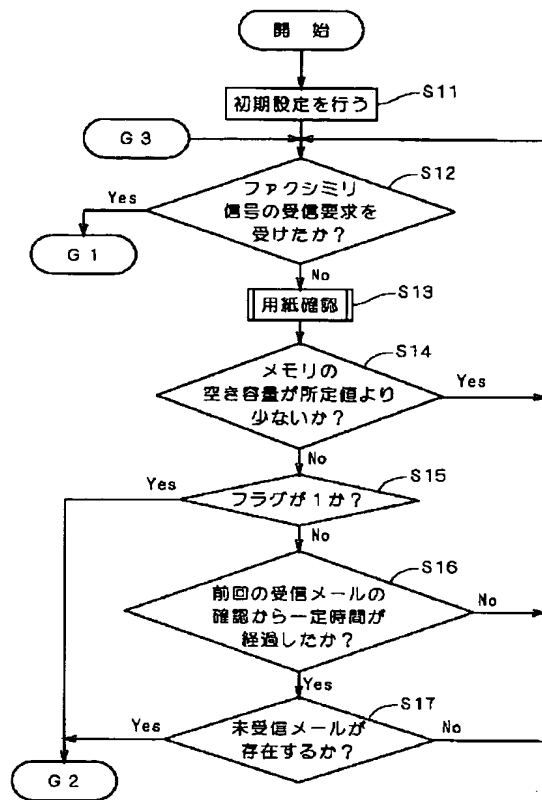 開 始
初期設定を行う
S11
G3
ファクシミリ
信号の受信要求を
受けたか?
S12
Yes
G1
No
用紙確認
S13
メモリの
空き容量が所定値より
少ないか?
S14
Yes
No
フラグが1か?
S15
Yes
No
前回の受信メールの
確認から一定時間が
経過したか?
S16
No
Yes
未受信メールが
存在するか?
S17
Yes
No
G2